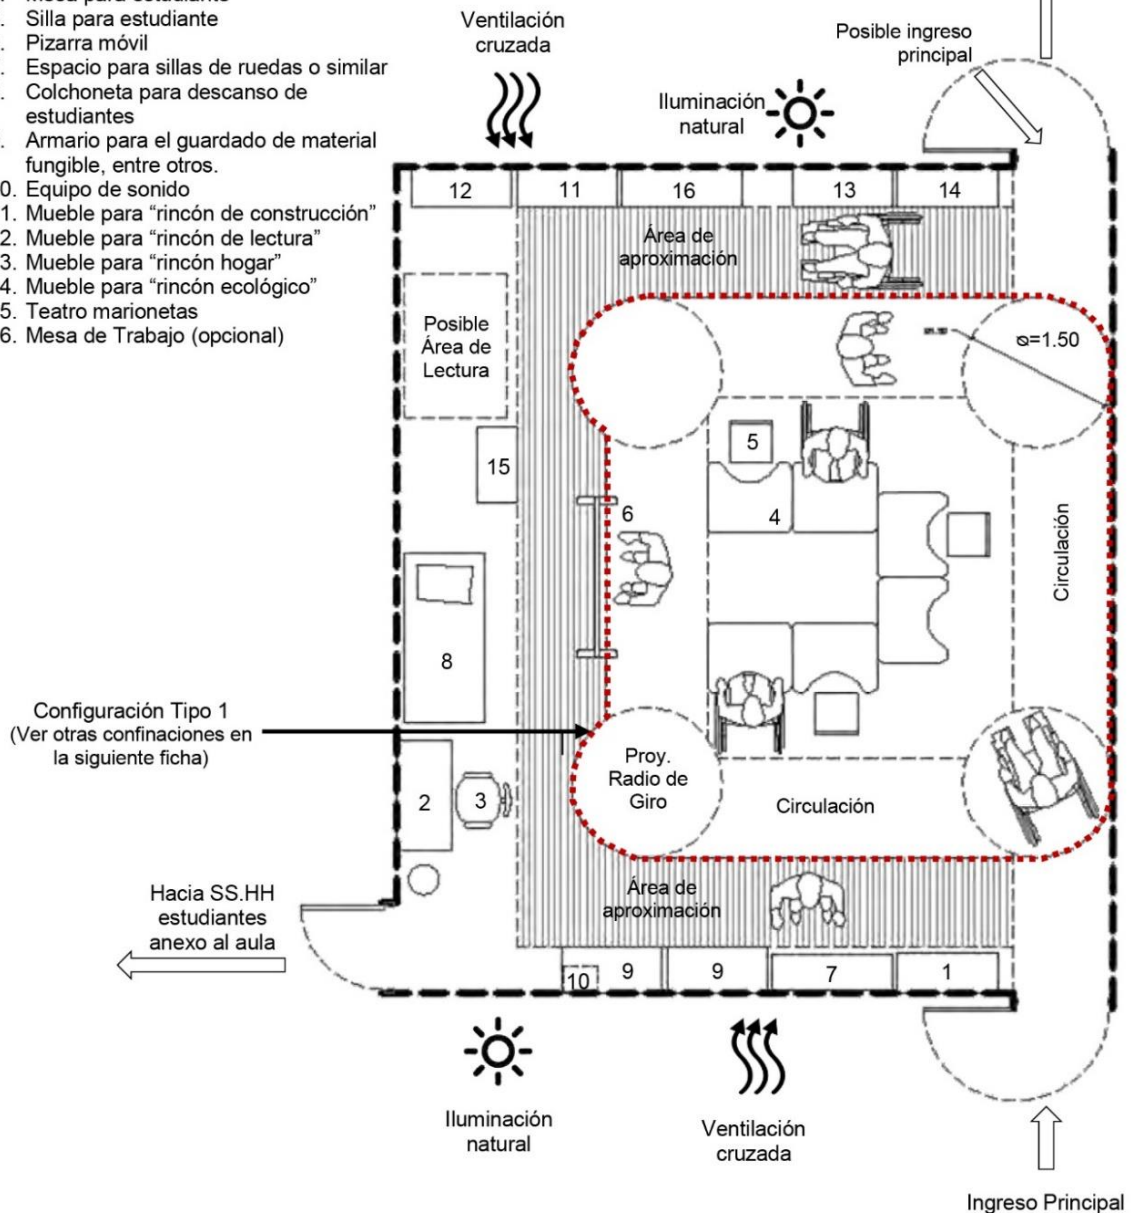 Mesa para estudiante
. Silla para estudiante
. Pizarra móvil
. Espacio para sillas de ruedas o similar
. Colchoneta para descanso de
estudiantes
. Armario para el guardado de material
fungible, entre otros.
0. Equipo de sonido
1. Mueble para “rincón de construcción”
2. Mueble para “rincón de lectura”
3. Mueble para “rincón hogar”
4. Mueble para “rincón ecológico”
5. Teatro marionetas
6. Mesa de Trabajo (opcional)
Ventilación
cruzada
Iluminación
natural
Posible ingreso
principal
12
11
16
13
14
Área de
aproximación
Posible
Área de
Lectura
ø=1.50
5
15
4
6
Circulación
8
Configuración Tipo 1
(Ver otras confinaciones en
la siguiente ficha)
Proy.
Radio de
Giro
Circulación
2
3
Área de
aproximación
Hacia SS.HH
estudiantes
anexo al aula
10
9
9
7
1
Iluminación
natural
Ventilación
cruzada
Ingreso Principal